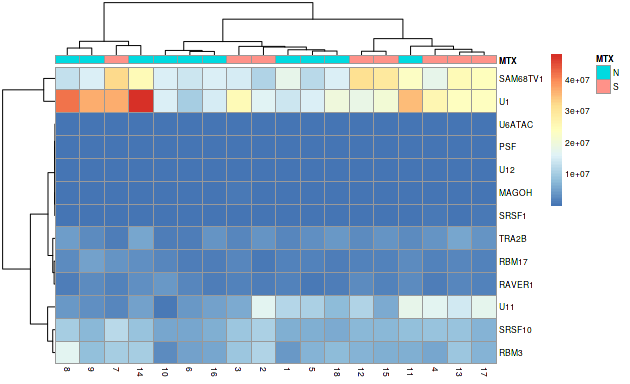 MTX
SAM68TV1
U1
U6ATAC
PSF
U12
MAGOH
SRSF1
TRA2B
RBM17
RAVER1
U11
SRSF10
RBM3
8 9 7 14 10 6 16 3 2 1 5 18 12 15 11 4 13 17
4e+07
3e+07
2e+07
1e+07
MTX
N
S